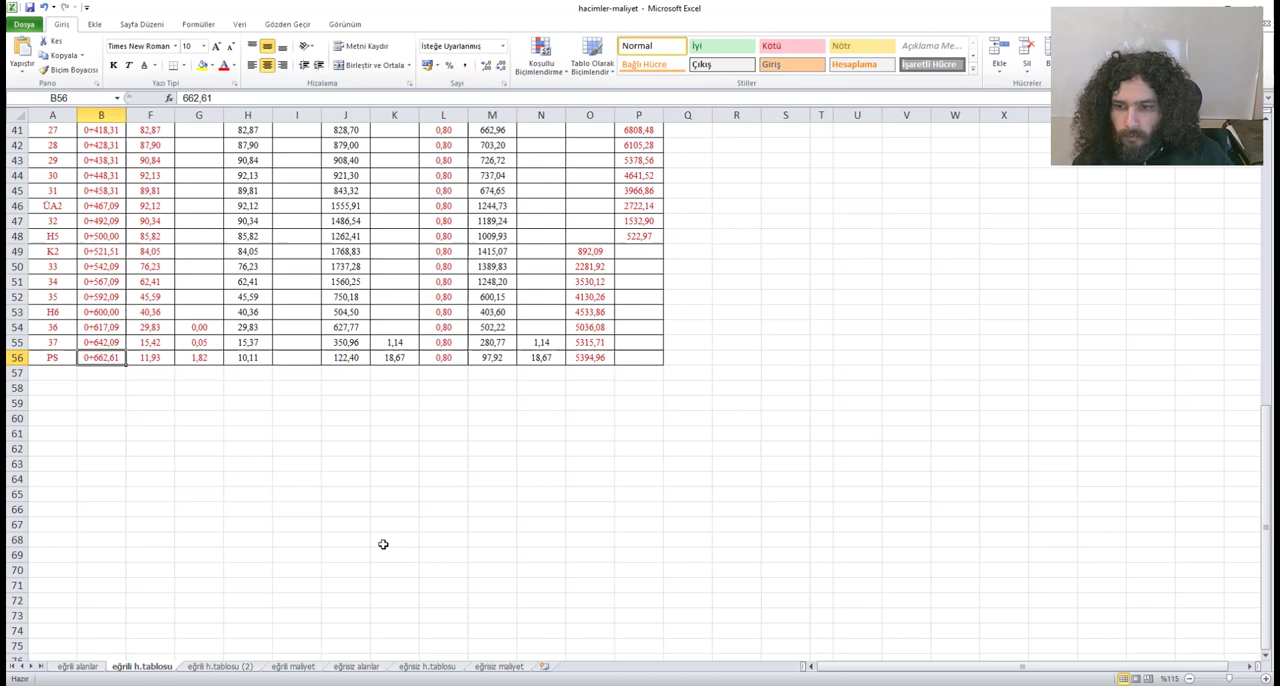 hacimler-maliyet - Microsoft Excel
Dosya Giriş Ekle Sayfa Düzeni Formüller Veri Gözden Geçir Görünüm
Yapıştır Kes Kopyala Biçim Boyacısı Pano
Times New Roman 10 K T A Yazı Tipi
Metni Kaydır Birleştir ve Ortala Hizalama
İsteğe Uyarlanmış % Sayı
Koşullu Biçimlendirme Tablo Olarak Biçimlendir
Normal İyi Kötü Nötr Açıklama Me...
Bağlı Hücre Çıkış Giriş Hesaplama İşaretli Hücre
Stiller
Ekle Sil Hücreler
B56 fx 662,61
A B F G H I J K L M N O P Q R S T U V W X
41 27 0+418,31 82,87 82,87 828,70 0,80 662,96 6808,48
42 28 0+428,31 87,90 87,90 879,00 0,80 703,20 6105,28
43 29 0+438,31 90,84 90,84 908,40 0,80 726,72 5378,56
44 30 0+448,31 92,13 92,13 921,30 0,80 737,04 4641,52
45 31 0+458,31 89,81 89,81 843,32 0,80 674,65 3966,86
46 ÜA2 0+467,09 92,12 92,12 1555,91 0,80 1244,73 2722,14
47 32 0+492,09 90,34 90,34 1486,54 0,80 1189,24 1532,90
48 H5 0+500,00 85,82 85,82 1262,41 0,80 1009,93 522,97
49 K2 0+521,51 84,05 84,05 1768,83 0,80 1415,07 892,09
50 33 0+542,09 76,23 76,23 1737,28 0,80 1389,83 2281,92
51 34 0+567,09 62,41 62,41 1560,25 0,80 1248,20 3530,12
52 35 0+592,09 45,59 45,59 750,18 0,80 600,15 4130,26
53 H6 0+600,00 40,36 40,36 504,50 0,80 403,60 4533,86
54 36 0+617,09 29,83 0,00 29,83 627,77 0,80 502,22 5036,08
55 37 0+642,09 15,42 0,05 15,37 350,96 1,14 0,80 280,77 1,14 5315,71
56 PS 0+662,61 11,93 1,82 10,11 122,40 18,67 0,80 97,92 18,67 5394,96
57
58
59
60
61
62
63
64
65
66
67
68
69
70
71
72
73
74
75
eğrili alanlar eğrili h.tablosu eğrili h.tablosu (2) eğrili maliyet eğrisiz alanlar eğrisiz h.tablosu eğrisiz maliyet
Hazır %115